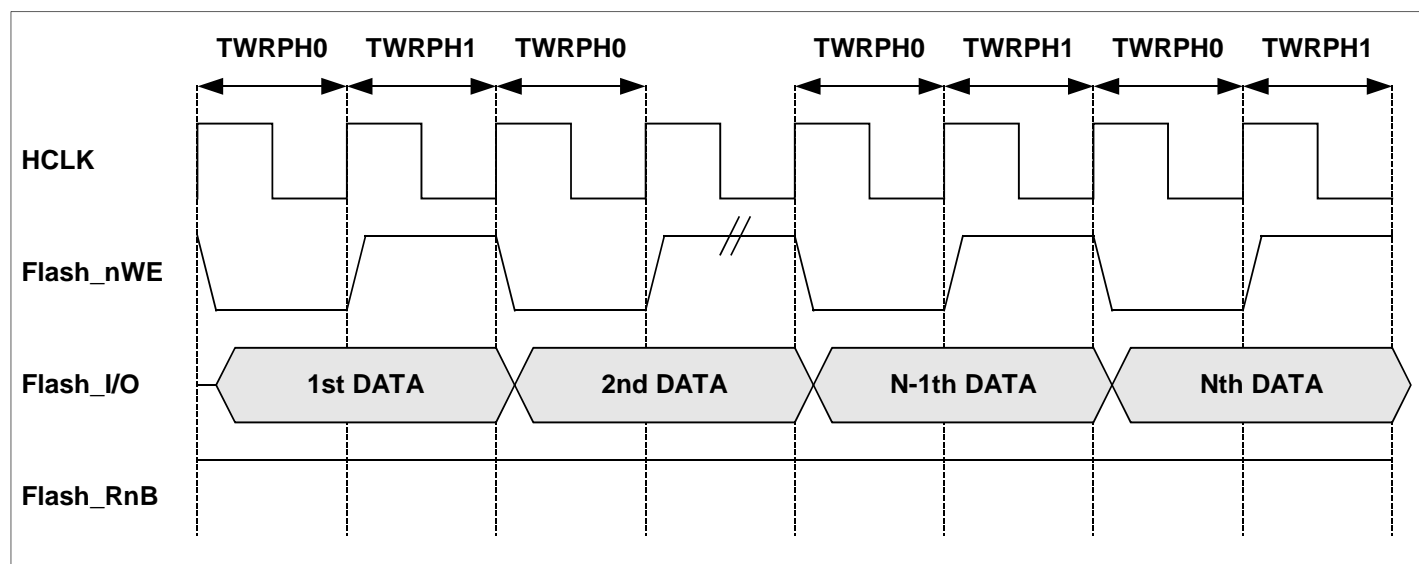 TWRPH0 TWRPH1 TWRPH0 TWRPH0 TWRPH1 TWRPH0 TWRPH1
HCLK
Flash_nWE
Flash_I/O 1st DATA 2nd DATA N-1th DATA Nth DATA
Flash_RnB